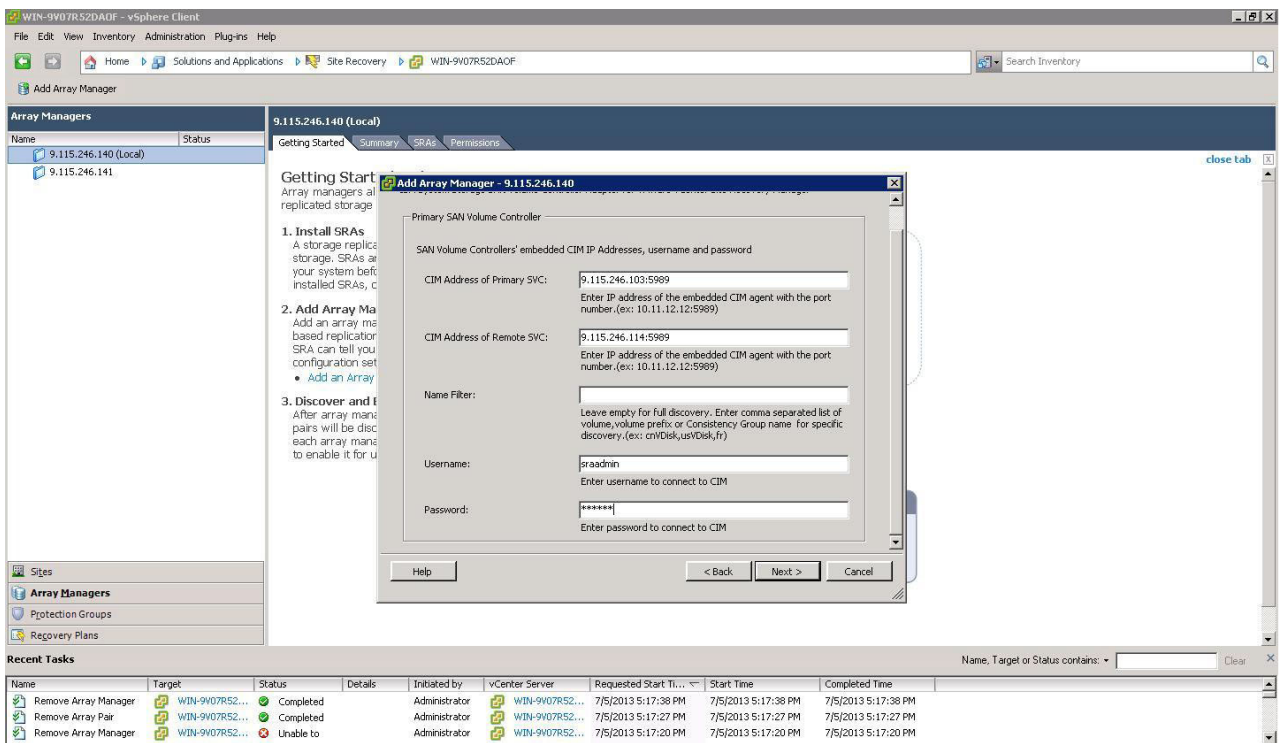 WIN-9V07R52DAOF - vSphere Client
File Edit View Inventory Administration Plug-ins Help
Home Solutions and Applications Site Recovery WIN-9V07R52DAOF
Search Inventory
Add Array Manager
Array Managers
Name Status
9.115.246.140 (Local)
9.115.246.141
9.115.246.140 (Local)
Getting Started Summary SRAs Permissions
close tab
Getting Start
Array managers al
replicated storage
1. Install SRAs
A storage replica
storage. SRAs ar
your system befo
installed SRAs, c
2. Add Array Ma
Add an array ma
based replication
SRA can tell you
configuration set
• Add an Array
3. Discover and E
After array mana
pairs will be disc
each array mana
to enable it for u
Add Array Manager - 9.115.246.140
Primary SAN Volume Controller
SAN Volume Controllers' embedded CIM IP Addresses, username and password
CIM Address of Primary SVC: 9.115.246.103:5989
Enter IP address of the embedded CIM agent with the port
number.(ex: 10.11.12.12:5989)
CIM Address of Remote SVC: 9.115.246.114:5989
Enter IP address of the embedded CIM agent with the port
number.(ex: 10.11.12.12:5989)
Name Filter:
Leave empty for full discovery. Enter comma separated list of
volume,volume prefix or Consistency Group name for specific
discovery.(ex: cnVDisk,usVDisk,fr)
Username: sraadmin
Enter username to connect to CIM
Password: ******
Enter password to connect to CIM
Help < Back Next > Cancel
Sites
Array Managers
Protection Groups
Recovery Plans
Recent Tasks
Name, Target or Status contains: Clear
Name Target Status Details Initiated by vCenter Server Requested Start Ti... Start Time Completed Time
Remove Array Manager WIN-9V07R52... Completed Administrator WIN-9V07R52... 7/5/2013 5:17:38 PM 7/5/2013 5:17:38 PM 7/5/2013 5:17:38 PM
Remove Array Pair WIN-9V07R52... Completed Administrator WIN-9V07R52... 7/5/2013 5:17:27 PM 7/5/2013 5:17:27 PM 7/5/2013 5:17:27 PM
Remove Array Manager WIN-9V07R52... Unable to Administrator WIN-9V07R52... 7/5/2013 5:17:20 PM 7/5/2013 5:17:20 PM 7/5/2013 5:17:20 PM